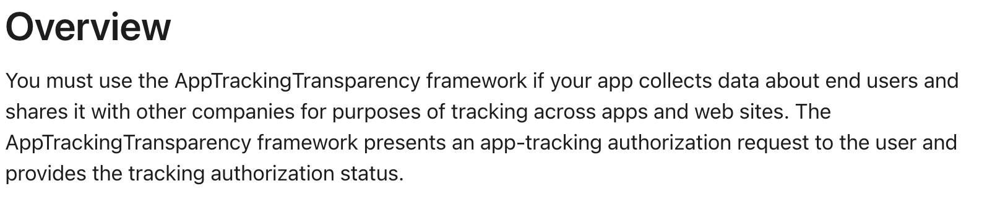 Overview
You must use the AppTrackingTransparency framework if your app collects data about end users and
shares it with other companies for purposes of tracking across apps and web sites. The
AppTrackingTransparency framework presents an app-tracking authorization request to the user and
provides the tracking authorization status.